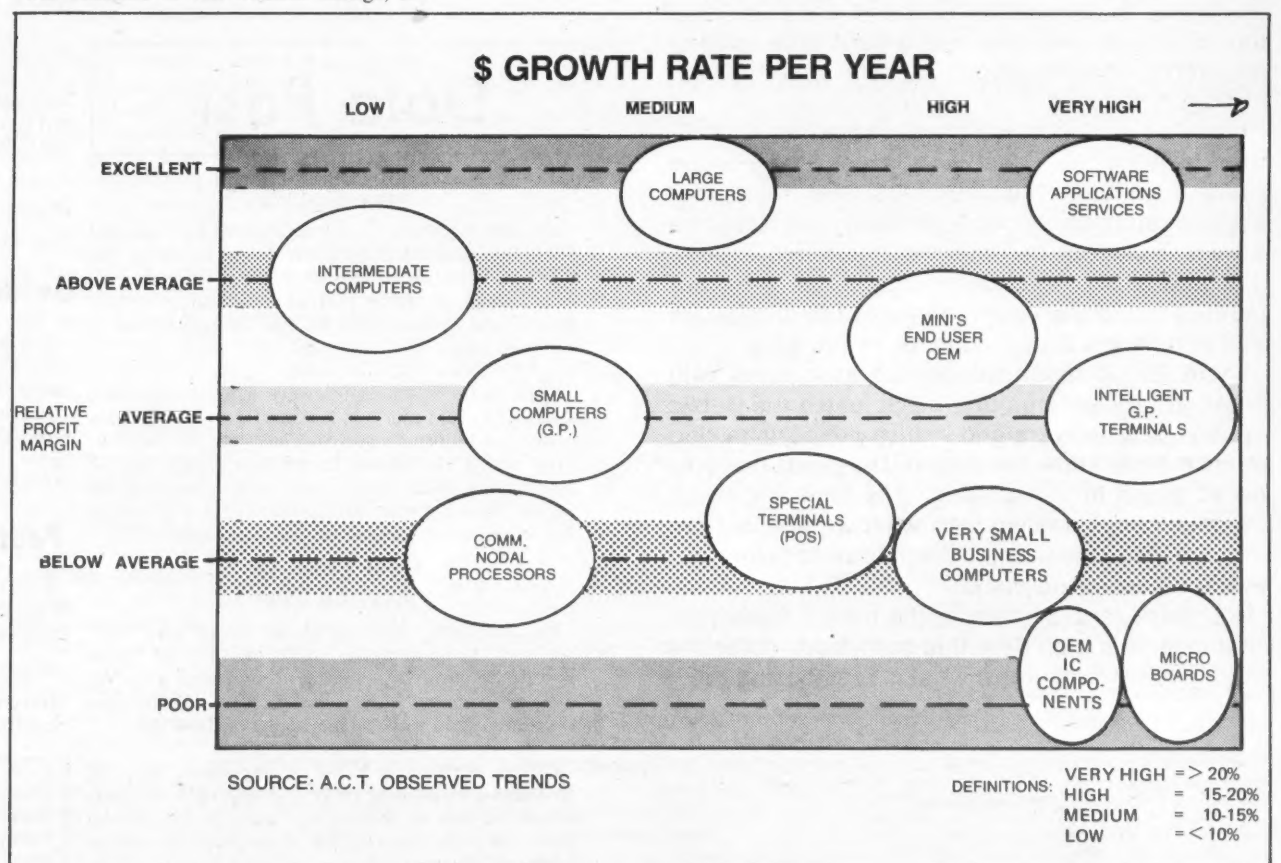 $ GROWTH RATE PER YEAR
LOW MEDIUM HIGH VERY HIGH
EXCELLENT
LARGE
COMPUTERS
SOFTWARE
APPLICATIONS
SERVICES
ABOVE AVERAGE
INTERMEDIATE
COMPUTERS
MINI'S
END USER
OEM
RELATIVE
PROFIT
MARGIN
AVERAGE
SMALL
COMPUTERS
(G.P.)
INTELLIGENT
G.P.
TERMINALS
BELOW AVERAGE
COMM.
NODAL
PROCESSORS
SPECIAL
TERMINALS
(POS)
VERY SMALL
BUSINESS
COMPUTERS
POOR
OEM
IC
COMPO-
NENTS
MICRO
BOARDS
SOURCE: A.C.T. OBSERVED TRENDS
DEFINITIONS: VERY HIGH => 20%
HIGH = 15-20%
MEDIUM = 10-15%
LOW =< 10%